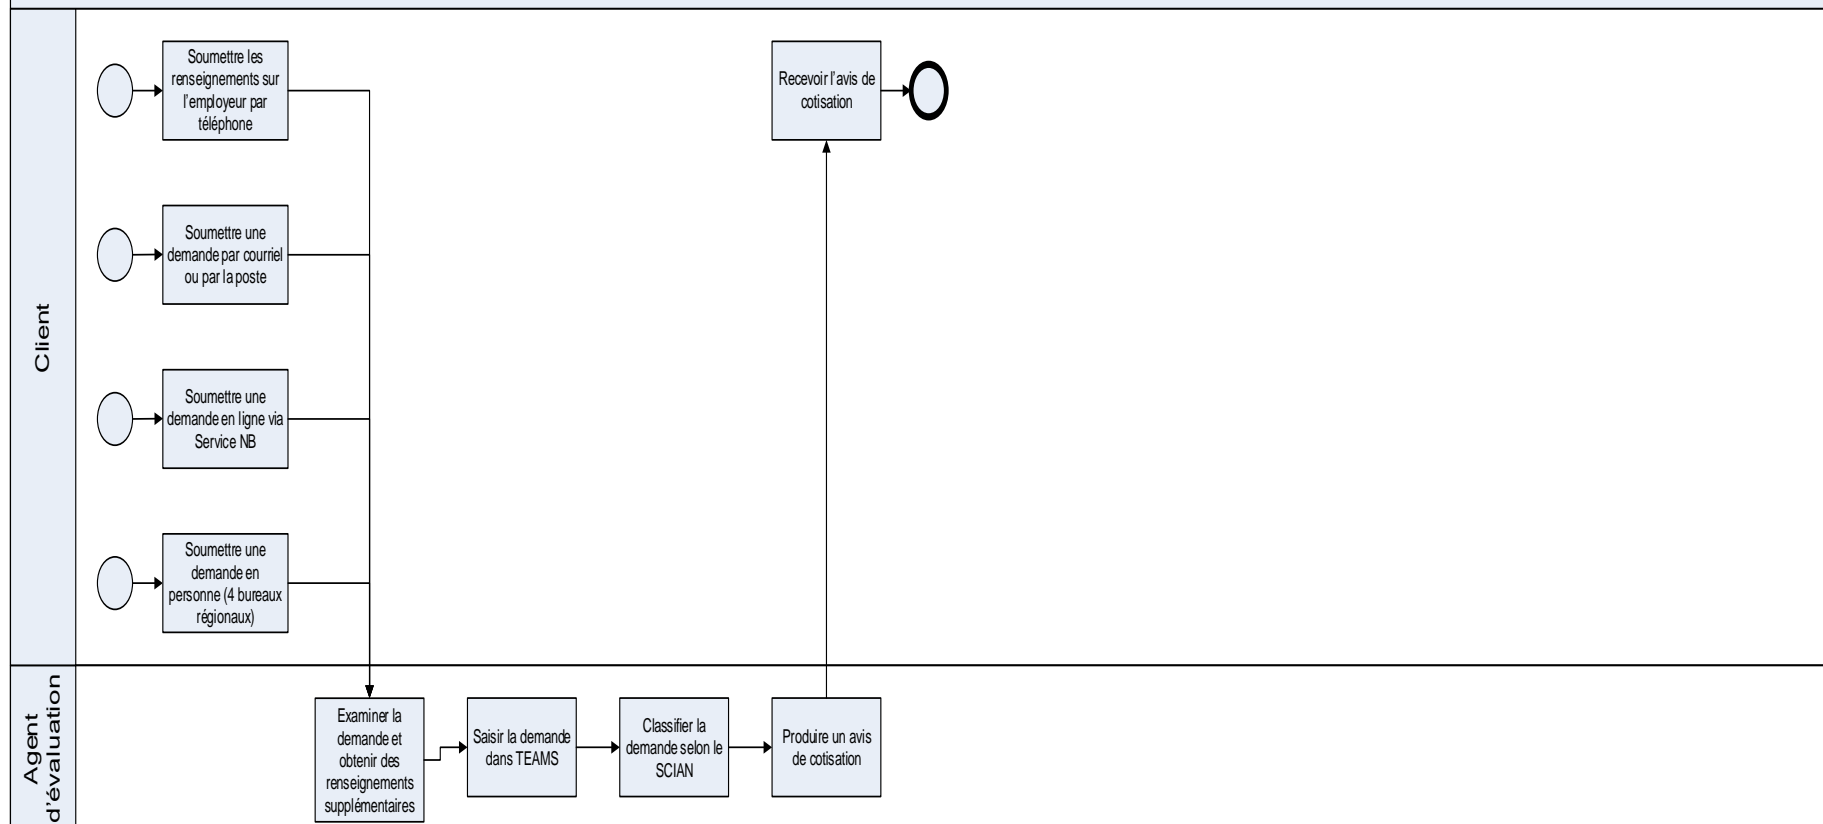 Client
Soumettre les
renseignements sur
l'employeur par
téléphone
Recevoir l'avis de
cotisation
Soumettre une
demande par courriel
ou par la poste
Soumettre une
demande en ligne via
Service NB
Soumettre une
demande en
personne (4 bureaux
régionaux)
Agent
d'évaluation
Examiner la
demande et
obtenir des
renseignements
supplémentaires
Saisir la demande
dans TEAMS
Classifier la
demande selon le
SCIAN
Produire un avis
de cotisation